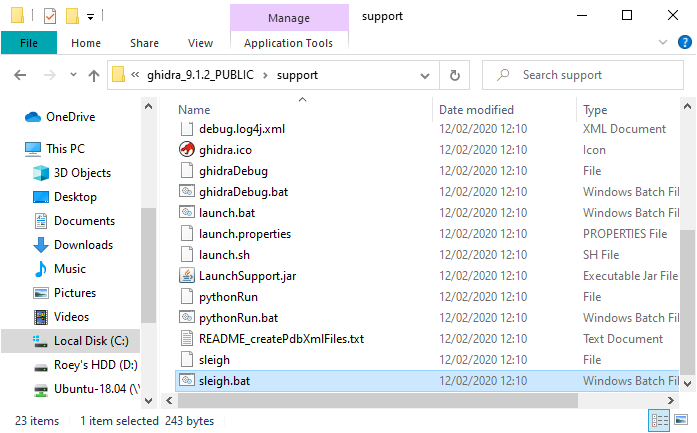 Manage support
File Home Share View Application Tools
« ghidra_9.1.2_PUBLIC > support Search support
Name Date modified Type
OneDrive
This PC
3D Objects
Desktop
Documents
Downloads
Music
Pictures
Videos
Local Disk (C:)
Roey's HDD (D:)
Ubuntu-18.04 (\\
debug.log4j.xml 12/02/2020 12:10 XML Document
ghidra.ico 12/02/2020 12:10 Icon
ghidraDebug 12/02/2020 12:10 File
ghidraDebug.bat 12/02/2020 12:10 Windows Batch Fi
launch.bat 12/02/2020 12:10 Windows Batch Fi
launch.properties 12/02/2020 12:10 PROPERTIES File
launch.sh 12/02/2020 12:10 SH File
LaunchSupport.jar 12/02/2020 12:10 Executable Jar File
pythonRun 12/02/2020 12:10 File
pythonRun.bat 12/02/2020 12:10 Windows Batch Fi
README_createPdbXmlFiles.txt 12/02/2020 12:10 Text Document
sleigh 12/02/2020 12:10 File
sleigh.bat 12/02/2020 12:10 Windows Batch Fi
23 items 1 item selected 243 bytes